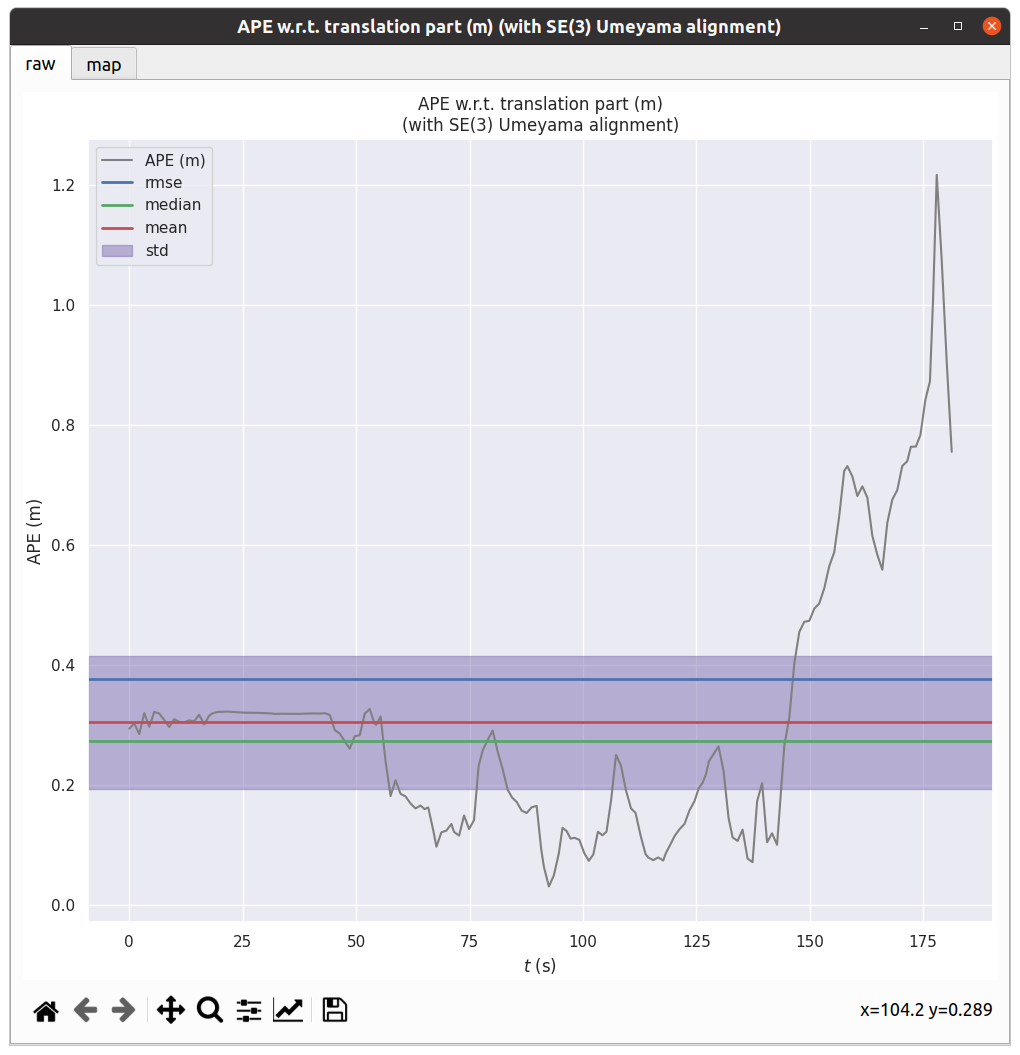 APE w.r.t. translation part (m) (with SE(3) Umeyama alignment)
raw map
APE w.r.t. translation part (m)
(with SE(3) Umeyama alignment)
APE (m)
rmse
median
mean
std
1.2
1.0
0.8
0.6
0.4
0.2
0.0
APE (m)
0 25 50 75 100 125 150 175
t (s)
x=104.2 y=0.289